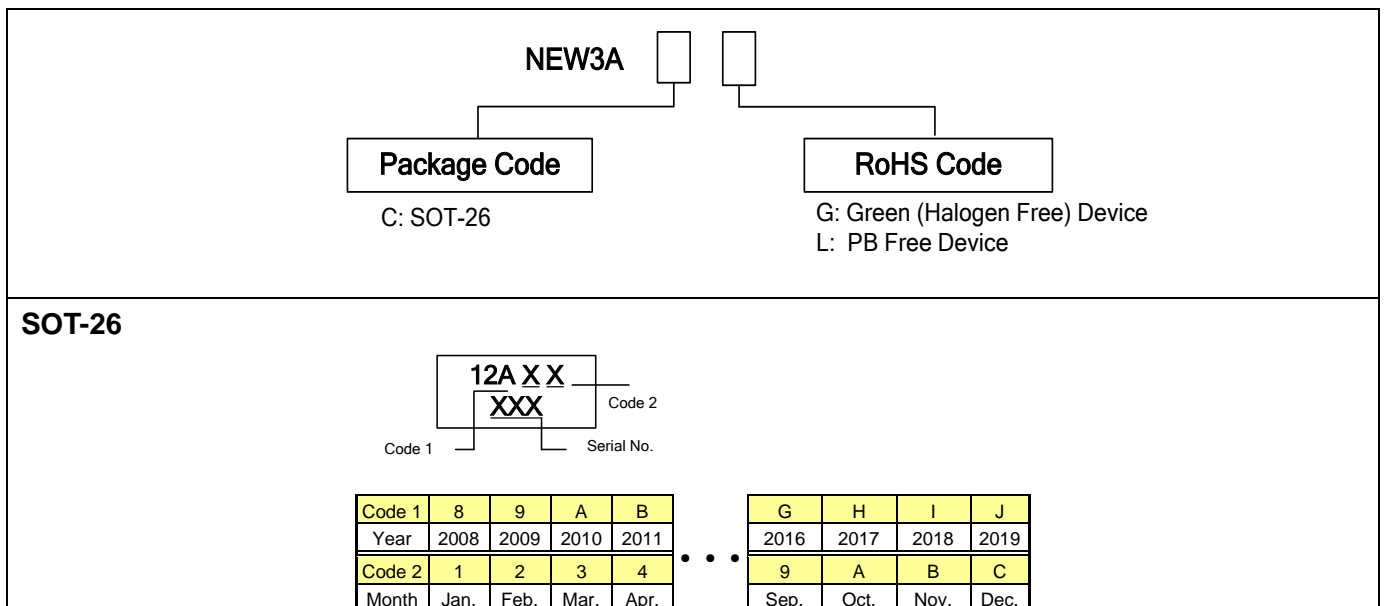 NEW3A
Package Code
RoHS Code
C: SOT-26
G: Green (Halogen Free) Device
L: PB Free Device
SOT-26
12A X X
XXX
Code 2
Code 1
Serial No.
Code 1 8 9 A B G H I J
Year 2008 2009 2010 2011 • • • 2016 2017 2018 2019
Code 2 1 2 3 4 9 A B C
Month Jan. Feb. Mar. Apr. Sep. Oct. Nov. Dec.